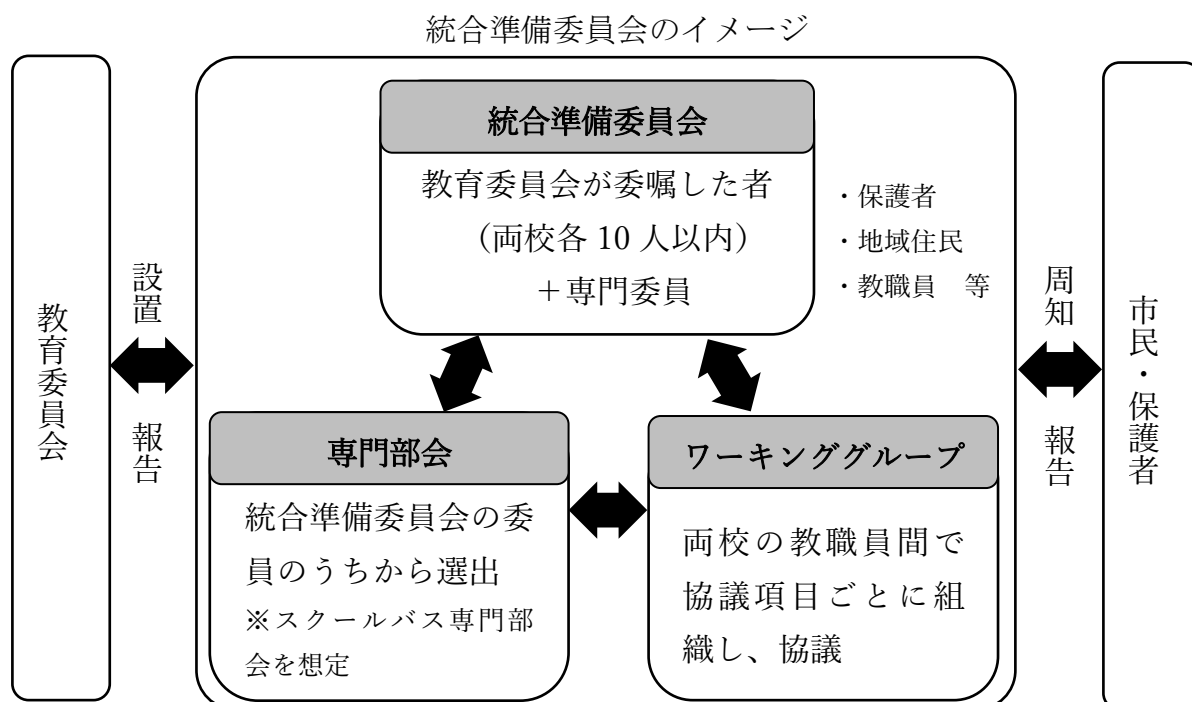 統合準備委員会のイメージ
統合準備委員会
教育委員会が委嘱した者
（両校各 10 人以内）
＋専門委員
・保護者
・地域住民
・教職員　等
教育委員会
設置
報告
周知
報告
市民・保護者
専門部会
統合準備委員会の委
員のうちから選出
※スクールバス専門部
会を想定
ワーキンググループ
両校の教職員間で
協議項目ごとに組
織し、協議